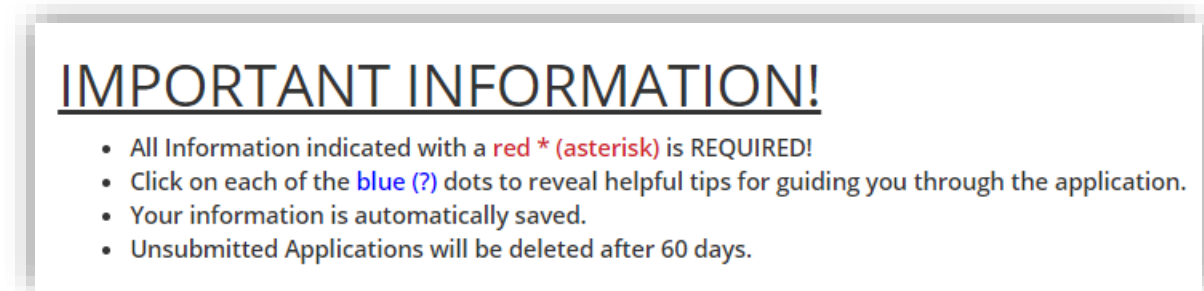 IMPORTANT INFORMATION!
• All Information indicated with a red * (asterisk) is REQUIRED!
• Click on each of the blue (?) dots to reveal helpful tips for guiding you through the application.
• Your information is automatically saved.
• Unsubmitted Applications will be deleted after 60 days.